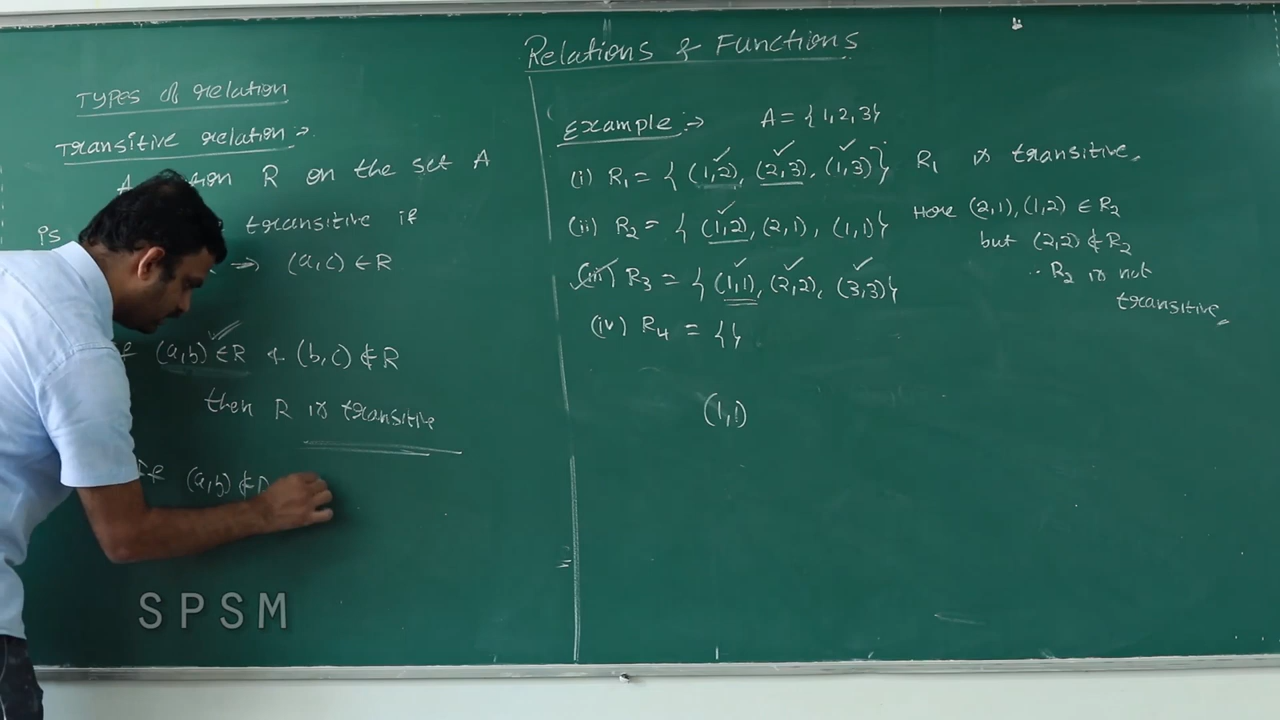 Relations & Functions
Types of relation
Transitive relation :-
A R on the set A
is transitive if
→ (a,c) ∈ R
(a,b) ∈ R & (b,c) ∉ R
then R is transitive
If (a,b) ∉ R
SPSM
Example :→ A = {1,2,3}
(i) R₁ = { (1,2), (2,3), (1,3)} R₁ is transitive.
(ii) R₂ = { (1,2), (2,1), (1,1)} Here (2,1), (1,2) ∈ R₂
but (2,2) ∉ R₂
∴ R₂ is not
transitive.
(iii) R₃ = { (1,1), (2,2), (3,3)}
(iv) R₄ = { }
(1,1)